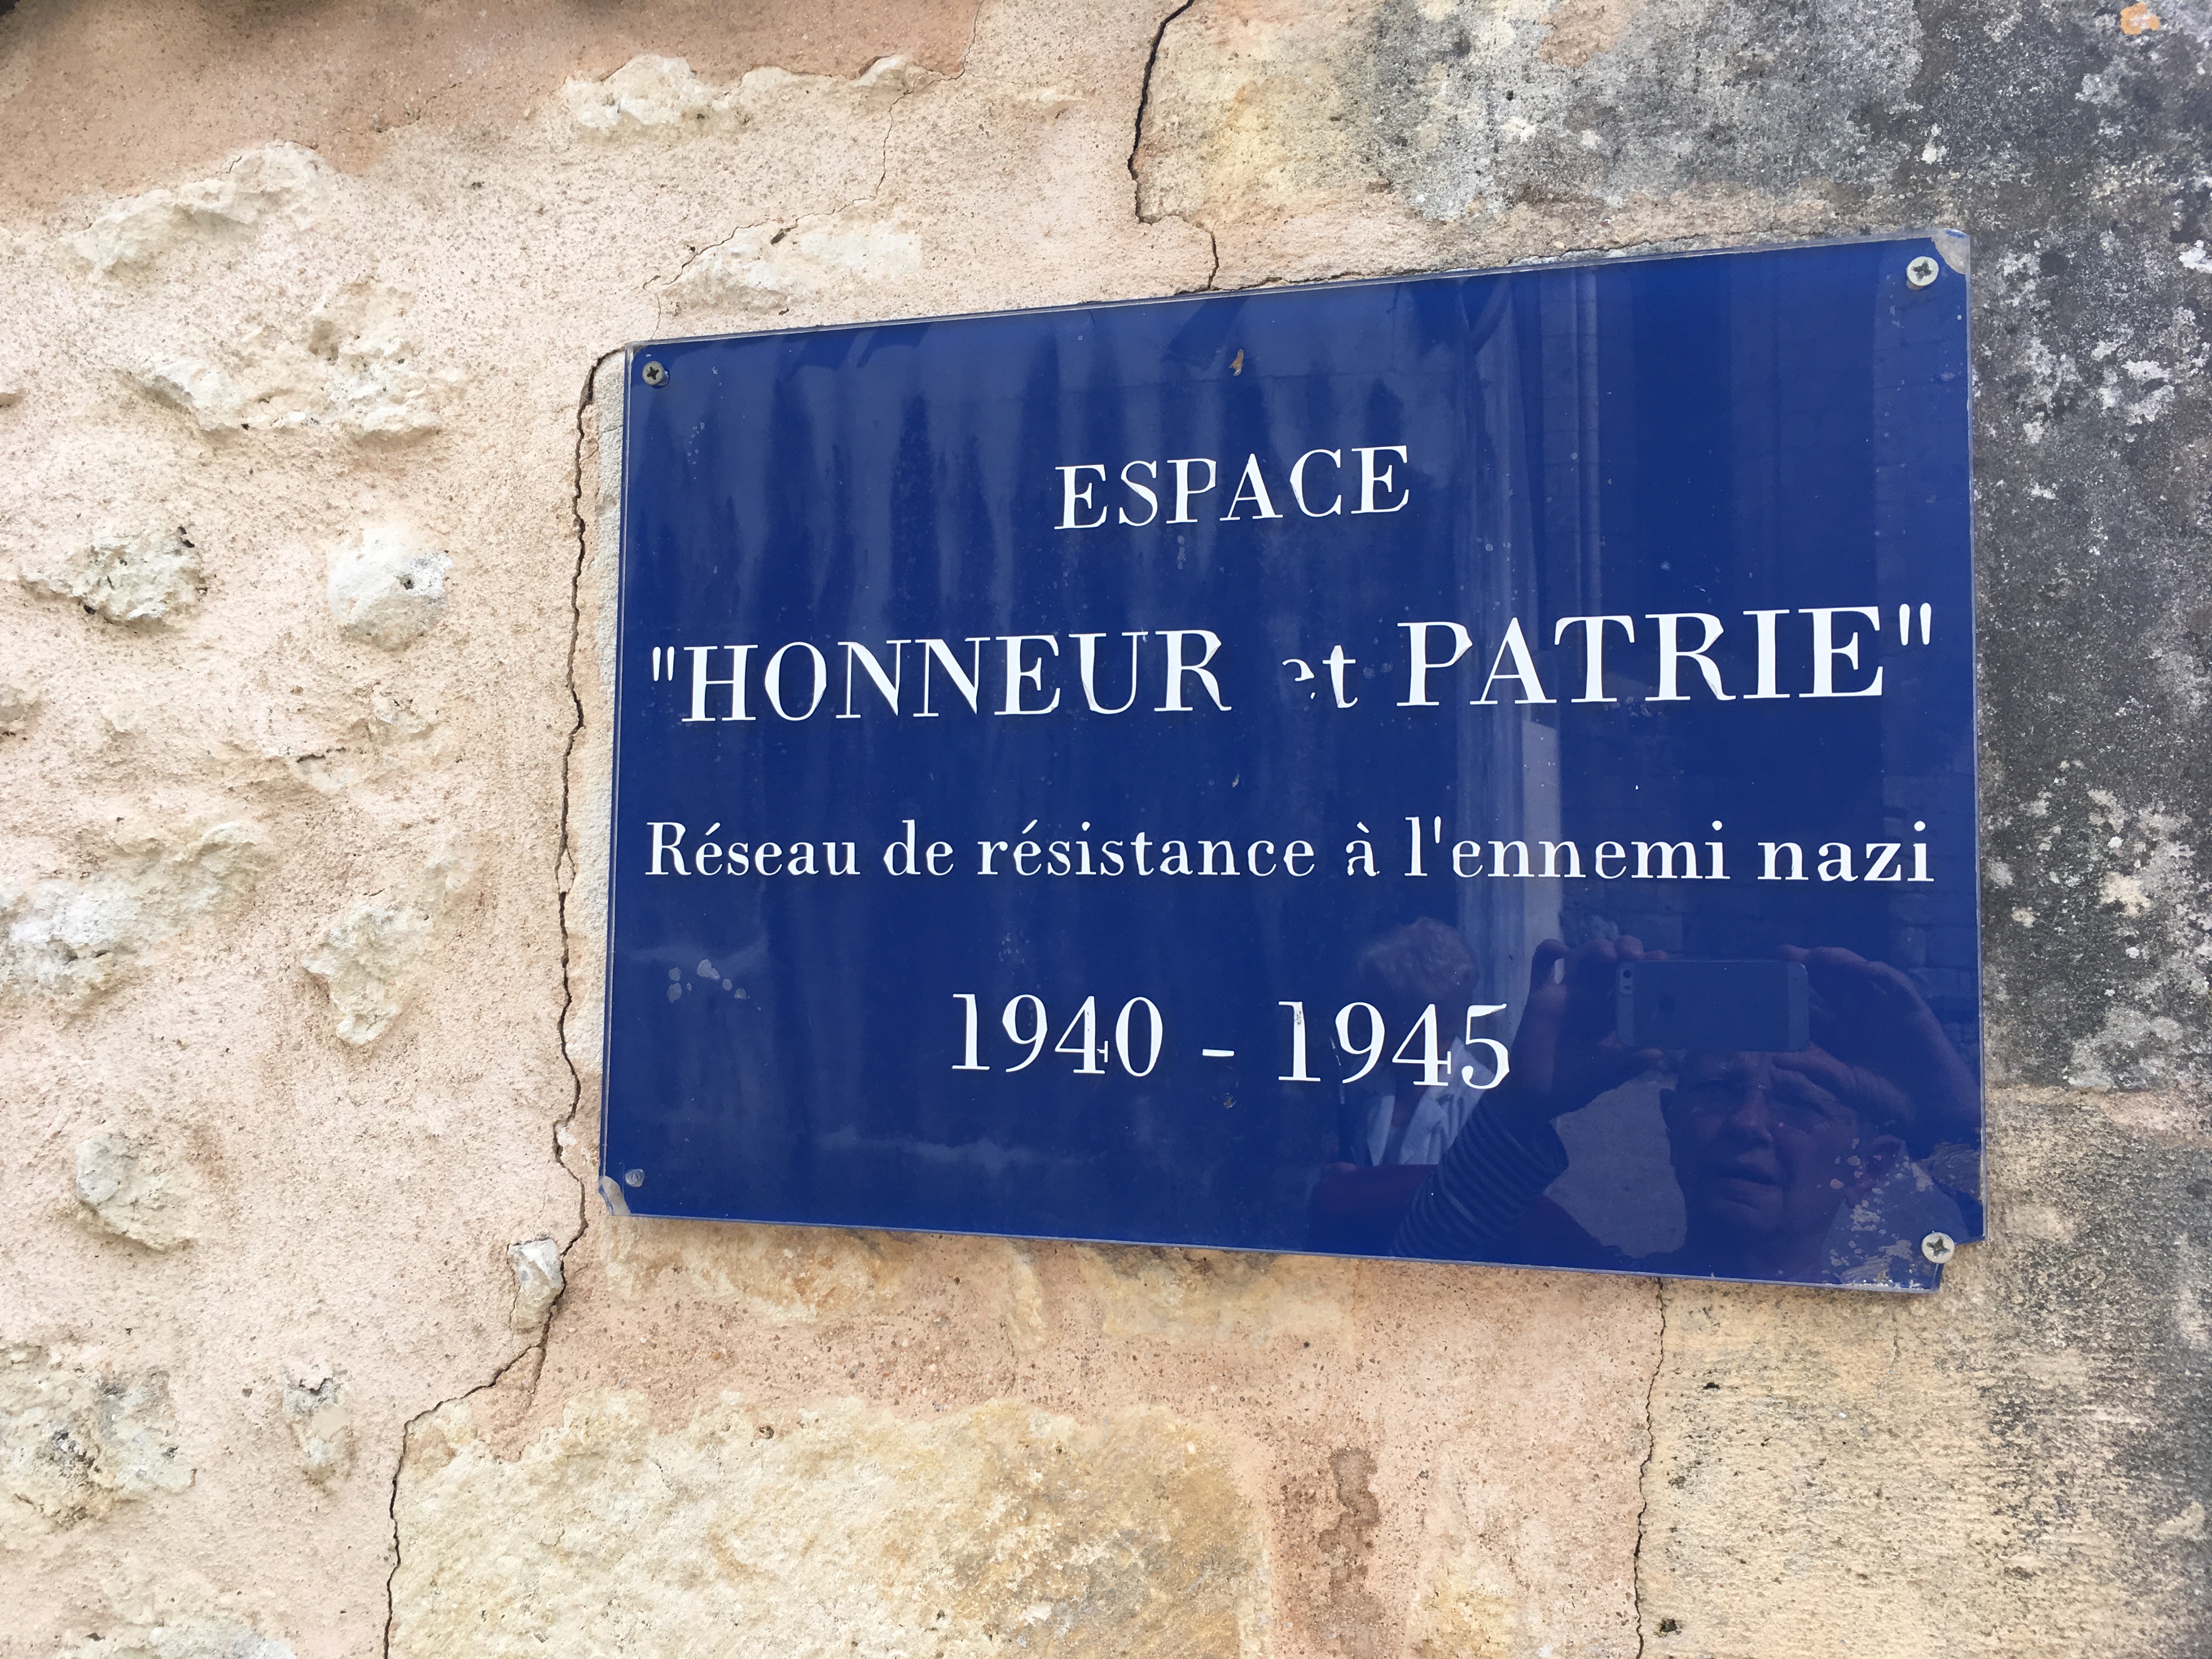 ESPACE
"HONNEUR et PATRIE"
Réseau de résistance à l'ennemi nazi
1940 - 1945